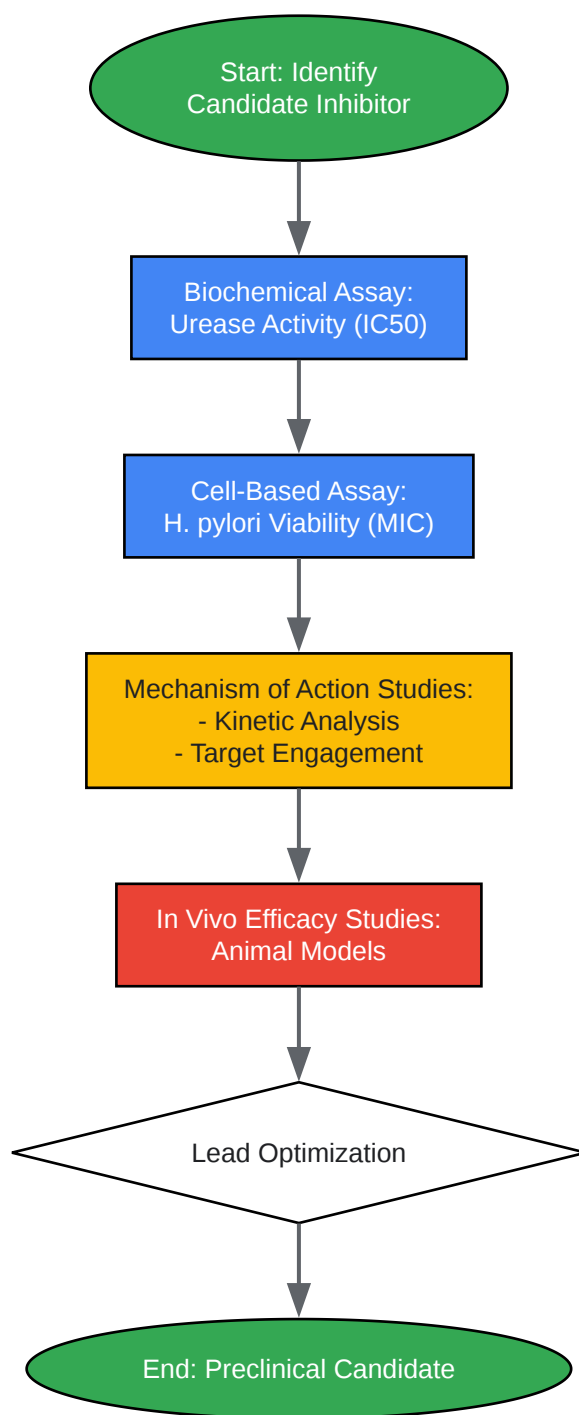 Start: Identify
Candidate Inhibitor
Biochemical Assay:
Urease Activity (IC50)
Cell-Based Assay:
H. pylori Viability (MIC)
Mechanism of Action Studies:
- Kinetic Analysis
- Target Engagement
In Vivo Efficacy Studies:
Animal Models
Lead Optimization
End: Preclinical Candidate